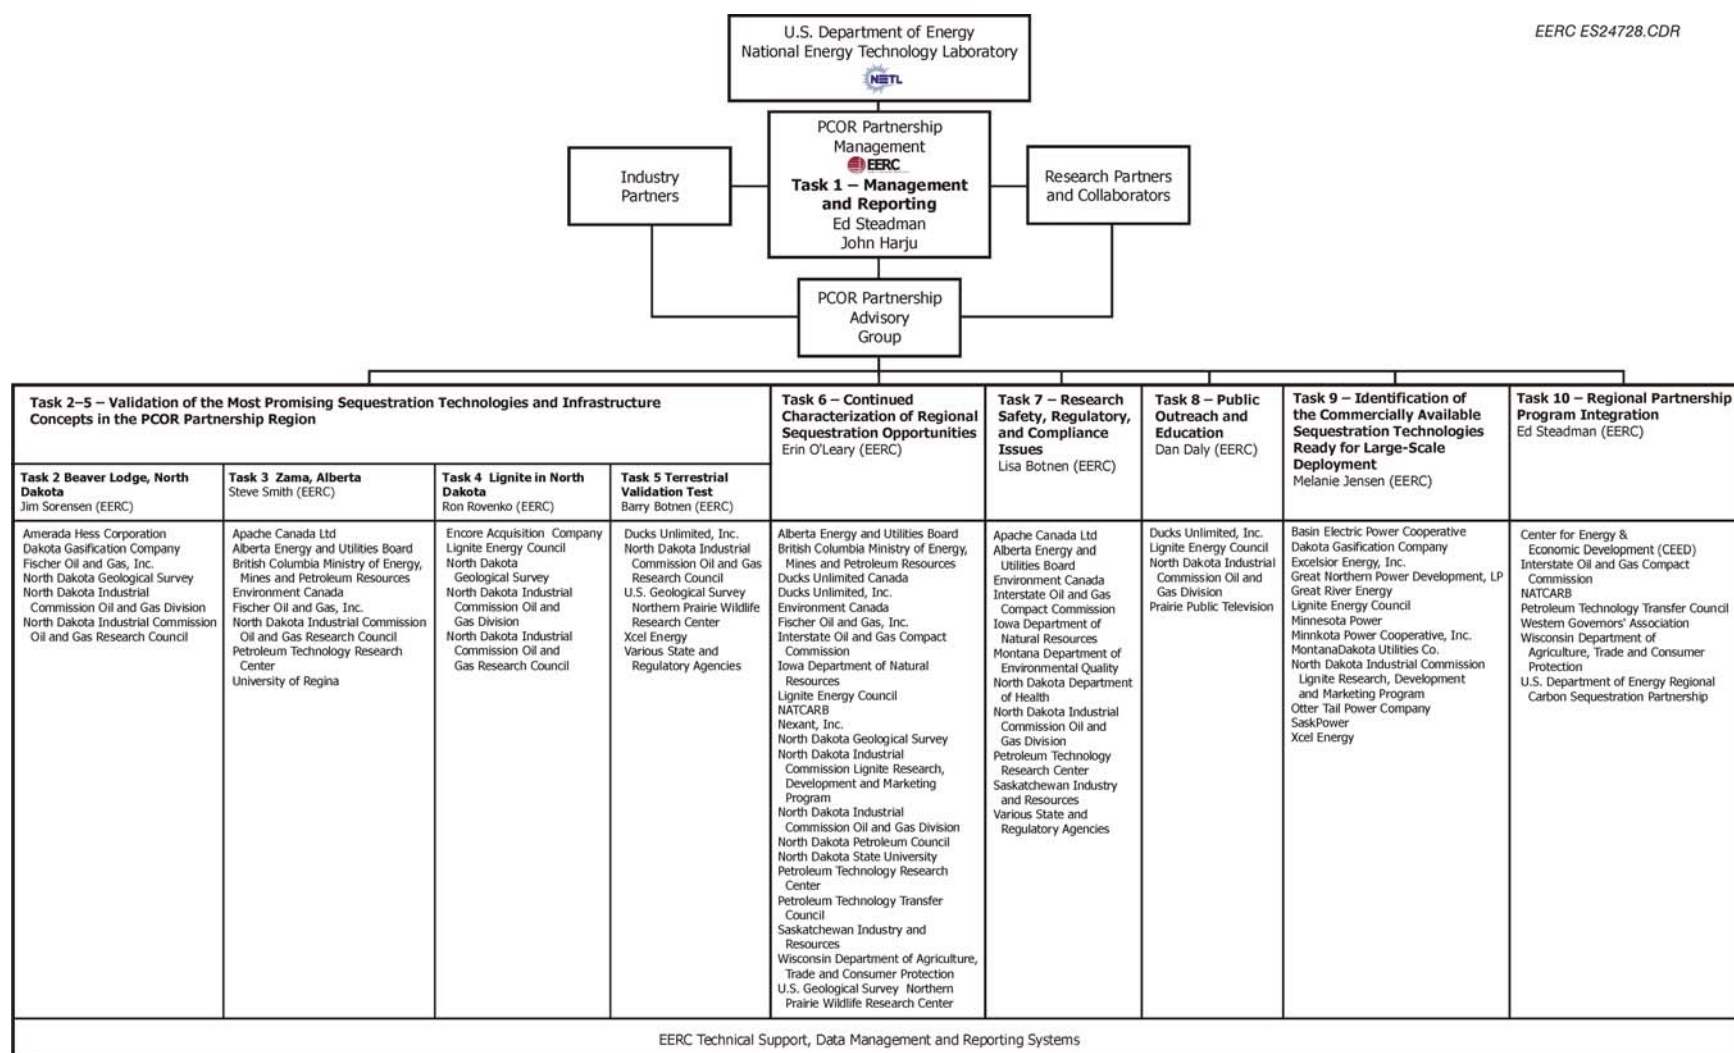 EERC ES24728.CDR
U.S. Department of Energy
National Energy Technology Laboratory
NETL
PCOR Partnership
Management
EERC
Task 1 – Management
and Reporting
Ed Steadman
John Harju
Industry
Partners
Research Partners
and Collaborators
PCOR Partnership
Advisory
Group
Task 2–5 – Validation of the Most Promising Sequestration Technologies and Infrastructure
Concepts in the PCOR Partnership Region
Task 2 Beaver Lodge, North
Dakota
Jim Sorensen (EERC)
Amerada Hess Corporation
Dakota Gasification Company
Fischer Oil and Gas, Inc.
North Dakota Geological Survey
North Dakota Industrial
Commission Oil and Gas Division
North Dakota Industrial Commission
Oil and Gas Research Council
Task 3 Zama, Alberta
Steve Smith (EERC)
Apache Canada Ltd
Alberta Energy and Utilities Board
British Columbia Ministry of Energy,
Mines and Petroleum Resources
Environment Canada
Fischer Oil and Gas, Inc.
North Dakota Industrial Commission
Oil and Gas Research Council
Petroleum Technology Research
Center
University of Regina
Task 4 Lignite in North
Dakota
Ron Rovenko (EERC)
Encore Acquisition Company
Lignite Energy Council
North Dakota
Geological Survey
North Dakota Industrial
Commission Oil and
Gas Division
North Dakota Industrial
Commission Oil and
Gas Research Council
Task 5 Terrestrial
Validation Test
Barry Botnen (EERC)
Ducks Unlimited, Inc.
North Dakota Industrial
Commission Oil and Gas
Research Council
U.S. Geological Survey
Northern Prairie Wildlife
Research Center
Xcel Energy
Various State and
Regulatory Agencies
Task 6 – Continued
Characterization of Regional
Sequestration Opportunities
Erin O'Leary (EERC)
Alberta Energy and Utilities Board
British Columbia Ministry of Energy,
Mines and Petroleum Resources
Ducks Unlimited Canada
Ducks Unlimited, Inc.
Environment Canada
Fischer Oil and Gas, Inc.
Interstate Oil and Gas Compact
Commission
Iowa Department of Natural
Resources
Lignite Energy Council
NATCARB
Nexant, Inc.
North Dakota Geological Survey
North Dakota Industrial
Commission Lignite Research,
Development and Marketing
Program
North Dakota Industrial
Commission Oil and Gas Division
North Dakota Petroleum Council
North Dakota State University
Petroleum Technology Research
Center
Petroleum Technology Transfer
Council
Saskatchewan Industry and
Resources
Wisconsin Department of Agriculture,
Trade and Consumer Protection
U.S. Geological Survey Northern
Prairie Wildlife Research Center
Task 7 – Research
Safety, Regulatory,
and Compliance
Issues
Lisa Botnen (EERC)
Apache Canada Ltd
Alberta Energy and
Utilities Board
Environment Canada
Interstate Oil and Gas
Compact Commission
Iowa Department of
Natural Resources
Montana Department of
Environmental Quality
North Dakota Department
of Health
North Dakota Industrial
Commission Oil and
Gas Division
Petroleum Technology
Research Center
Saskatchewan Industry
and Resources
Various State and
Regulatory Agencies
Task 8 – Public
Outreach and
Education
Dan Daly (EERC)
Ducks Unlimited, Inc.
Lignite Energy Council
North Dakota Industrial
Commission Oil and
Gas Division
Prairie Public Television
Task 9 – Identification of
the Commercially Available
Sequestration Technologies
Ready for Large-Scale
Deployment
Melanie Jensen (EERC)
Basin Electric Power Cooperative
Dakota Gasification Company
Excelsior Energy, Inc.
Great Northern Power Development, LP
Great River Energy
Lignite Energy Council
Minnesota Power
Minnkota Power Cooperative, Inc.
MontanaDakota Utilities Co.
North Dakota Industrial Commission
Lignite Research, Development
and Marketing Program
Otter Tail Power Company
SaskPower
Xcel Energy
Task 10 – Regional Partnership
Program Integration
Ed Steadman (EERC)
Center for Energy &
Economic Development (CEED)
Interstate Oil and Gas Compact
Commission
NATCARB
Petroleum Technology Transfer Council
Western Governors' Association
Wisconsin Department of
Agriculture, Trade and Consumer
Protection
U.S. Department of Energy Regional
Carbon Sequestration Partnership
EERC Technical Support, Data Management and Reporting Systems